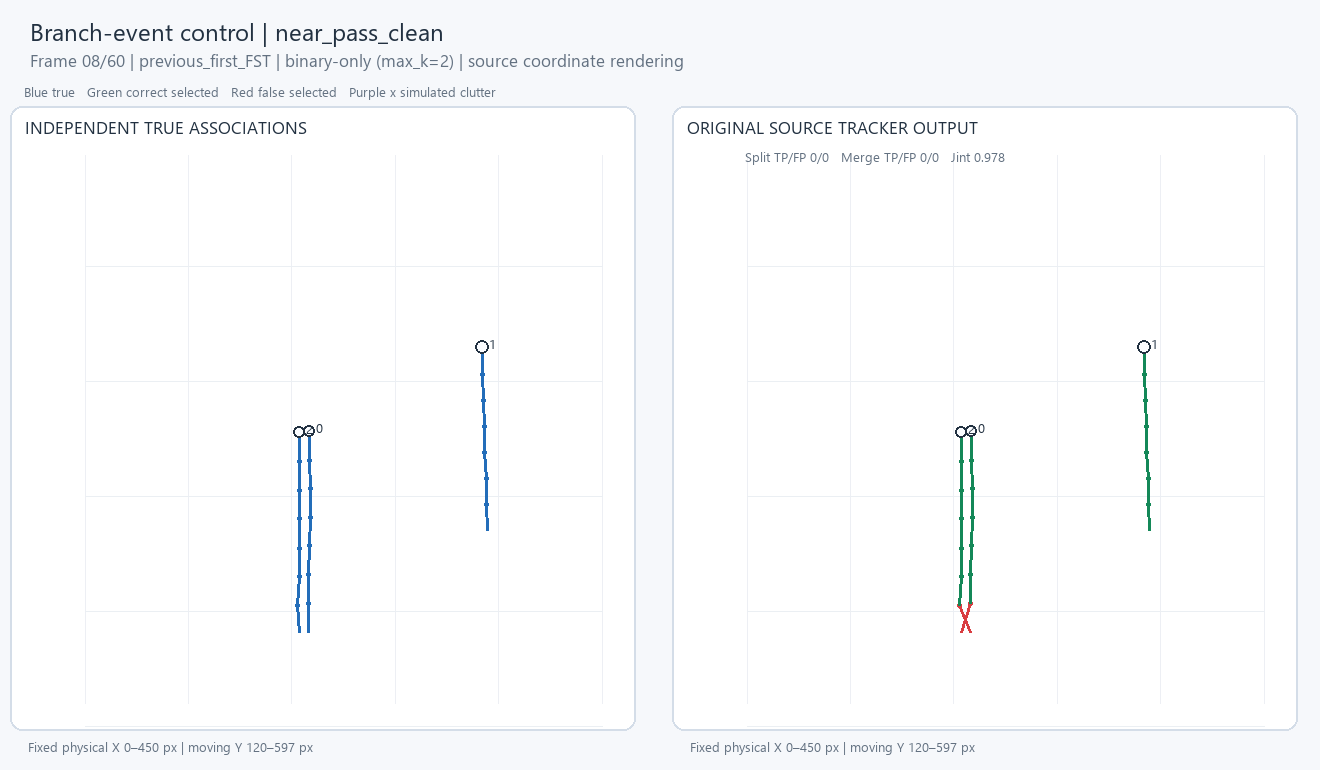 Branch-event control | near_pass_clean
Frame 08/60 | previous_first_FST | binary-only (max_k=2) | source coordinate rendering
Blue true Green correct selected Red false selected Purple x simulated clutter
INDEPENDENT TRUE ASSOCIATIONS
1
2 0
Fixed physical X 0–450 px | moving Y 120–597 px
ORIGINAL SOURCE TRACKER OUTPUT
Split TP/FP 0/0 Merge TP/FP 0/0 Jint 0.978
1
2 0
Fixed physical X 0–450 px | moving Y 120–597 px